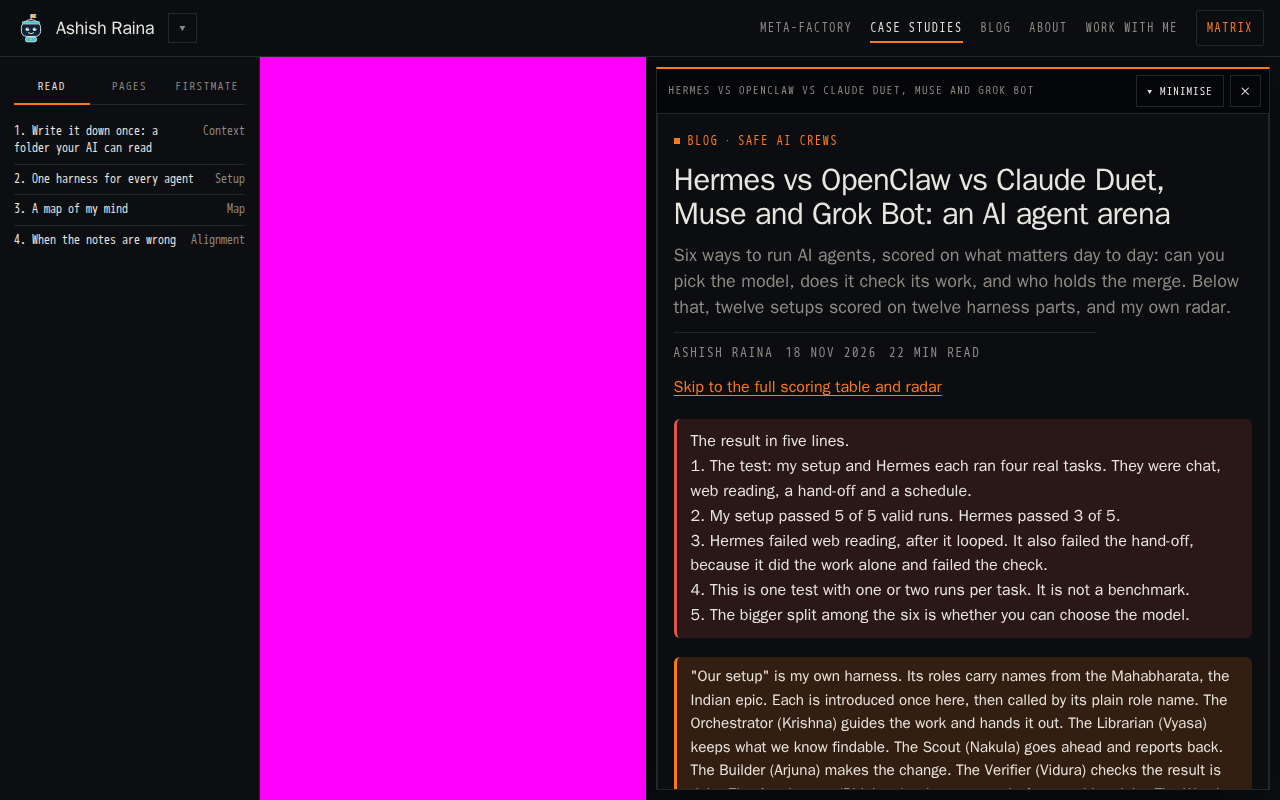 Ashish Raina
META-FACTORY CASE STUDIES BLOG ABOUT WORK WITH ME MATRIX
READ PAGES FIRSTMATE
1. Write it down once: a folder your AI can read Context
2. One harness for every agent Setup
3. A map of my mind Map
4. When the notes are wrong Alignment
HERMES VS OPENCLAW VS CLAUDE DUET, MUSE AND GROK BOT
▾ MINIMISE ×
BLOG · SAFE AI CREWS
Hermes vs OpenClaw vs Claude Duet,
Muse and Grok Bot: an AI agent arena
Six ways to run AI agents, scored on what matters day to day: can you
pick the model, does it check its work, and who holds the merge. Below
that, twelve setups scored on twelve harness parts, and my own radar.
ASHISH RAINA 18 NOV 2026 22 MIN READ
Skip to the full scoring table and radar
The result in five lines.
1. The test: my setup and Hermes each ran four real tasks. They were chat,
web reading, a hand-off and a schedule.
2. My setup passed 5 of 5 valid runs. Hermes passed 3 of 5.
3. Hermes failed web reading, after it looped. It also failed the hand-off,
because it did the work alone and failed the check.
4. This is one test with one or two runs per task. It is not a benchmark.
5. The bigger split among the six is whether you can choose the model.
"Our setup" is my own harness. Its roles carry names from the Mahabharata, the
Indian epic. Each is introduced once here, then called by its plain role name. The
Orchestrator (Krishna) guides the work and hands it out. The Librarian (Vyasa)
keeps what we know findable. The Scout (Nakula) goes ahead and reports back.
The Builder (Arjuna) makes the change. The Verifier (Vidura) checks the result is